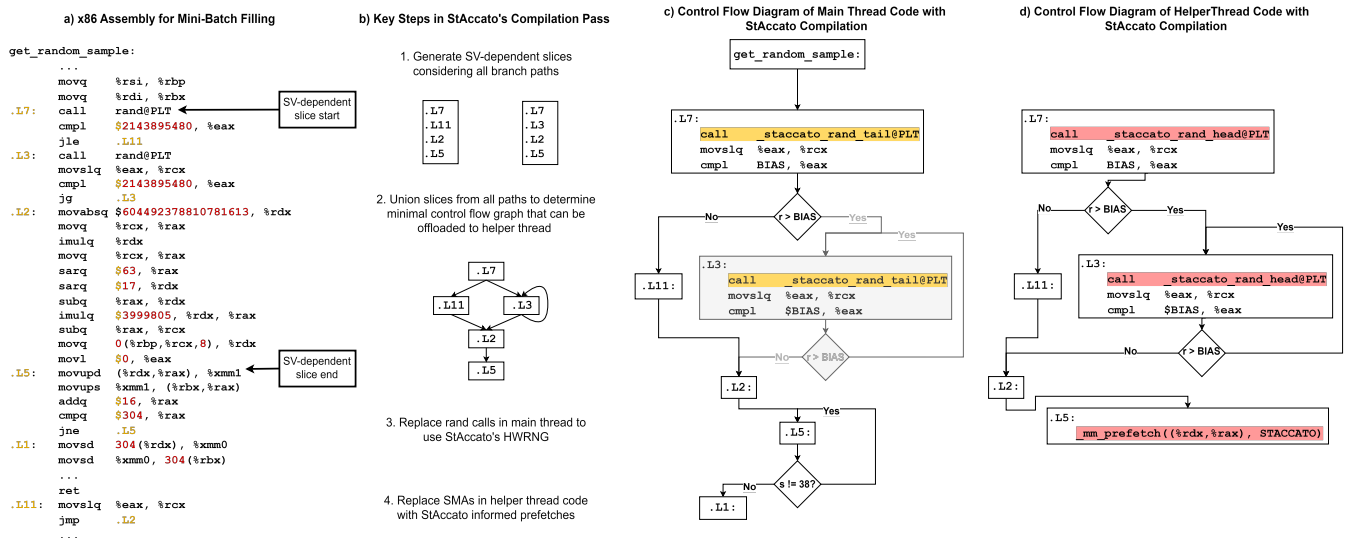 a) x86 Assembly for Mini-Batch Filling
get_random_sample:
...
movq %rsi, %rbp
movq %rdi, %rbx
.L7: call rand@PLT
cmpl $2143895480, %eax
jle .L11
.L3: call rand@PLT
movslq %eax, %rcx
cmpl $2143895480, %eax
jg .L3
.L2: movabsq $604492378810781613, %rdx
movq %rcx, %rax
imulq %rdx
movq %rcx, %rax
sarq $63, %rax
sarq $17, %rdx
subq %rax, %rdx
imulq $3999805, %rdx, %rax
subq %rax, %rcx
movq 0(%rbp,%rcx,8), %rdx
movl $0, %eax
.L5: movupd (%rdx,%rax), %xmm1
movups %xmm1, (%rbx,%rax)
addq $16, %rax
cmpq $304, %rax
jne .L5
.L1: movsd 304(%rdx), %xmm0
movsd %xmm0, 304(%rbx)
...
ret
.L11: movslq %eax, %rcx
jmp .L2
...
SV-dependent
slice start
SV-dependent
slice end
b) Key Steps in StAccato's Compilation Pass
1. Generate SV-dependent slices
considering all branch paths
.L7
.L11
.L2
.L5
.L7
.L3
.L2
.L5
2. Union slices from all paths to determine
minimal control flow graph that can be
offloaded to helper thread
.L7
.L11
.L3
.L2
.L5
3. Replace rand calls in main thread to
use StAccato's HWRNG
4. Replace SMAs in helper thread code
with StAccato informed prefetches
c) Control Flow Diagram of Main Thread Code with
StAccato Compilation
get_random_sample:
.L7:
call _staccato_rand_tail@PLT
movslq %eax, %rcx
cmpl BIAS, %eax
r > BIAS
No
Yes
.L3:
call _staccato_rand_tail@PLT
movslq %eax, %rcx
cmpl $BIAS, %eax
.L11:
r > BIAS
No
.L2:
Yes
.L5:
s != 38?
No
.L1:
d) Control Flow Diagram of HelperThread Code with
StAccato Compilation
.L7:
call _staccato_rand_head@PLT
movslq %eax, %rcx
cmpl BIAS, %eax
r > BIAS
No
Yes
Yes
.L3:
call _staccato_rand_head@PLT
movslq %eax, %rcx
cmpl $BIAS, %eax
.L11:
r > BIAS
No
.L2:
.L5:
_mm_prefetch((%rdx,%rax), STACCATO)